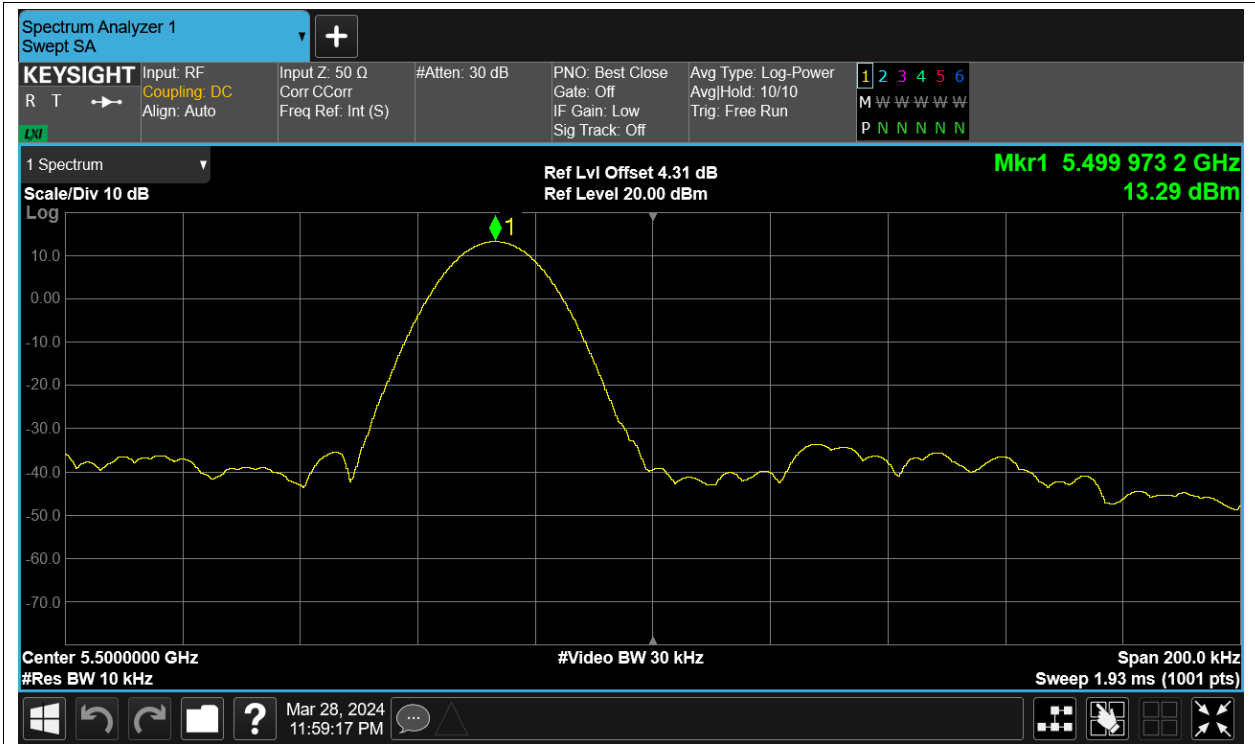 Spectrum Analyzer 1
Swept SA
KEYSIGHT
R T
LXI
Input: RF
Coupling: DC
Align: Auto
Input Z: 50 Ω
Corr CCorr
Freq Ref: Int (S)
#Atten: 30 dB
PNO: Best Close
Gate: Off
IF Gain: Low
Sig Track: Off
Avg Type: Log-Power
Avg|Hold: 10/10
Trig: Free Run
1 2 3 4 5 6
M W W W W W
P N N N N N
1 Spectrum
Scale/Div 10 dB
Log
Ref Lvl Offset 4.31 dB
Ref Level 20.00 dBm
Mkr1 5.499 973 2 GHz
13.29 dBm
1
10.0
0.00
-10.0
-20.0
-30.0
-40.0
-50.0
-60.0
-70.0
Center 5.5000000 GHz
#Res BW 10 kHz
#Video BW 30 kHz
Span 200.0 kHz
Sweep 1.93 ms (1001 pts)
?
Mar 28, 2024
11:59:17 PM